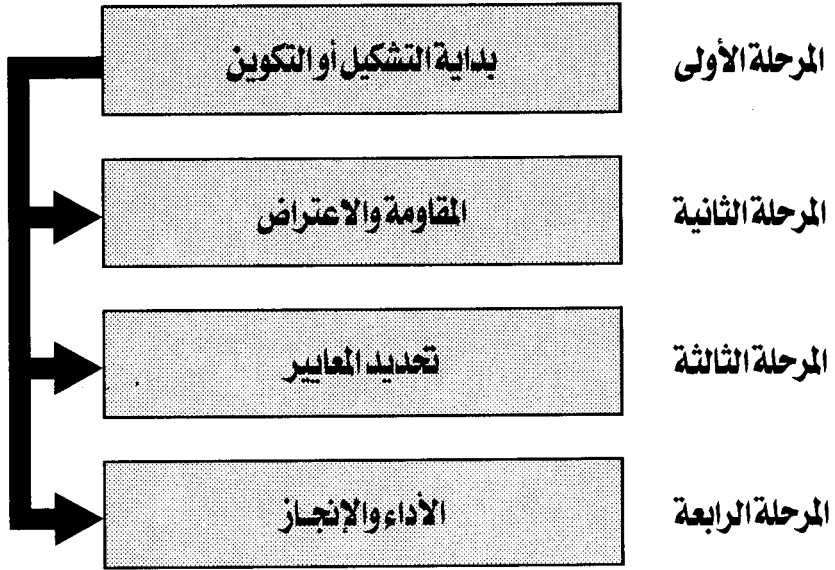 المرحلة الأولى
بداية التشكيل أو التكوين
المرحلة الثانية
المقاومة والاعتراض
المرحلة الثالثة
تحديد المعايير
المرحلة الرابعة
الأداء والإنجاز